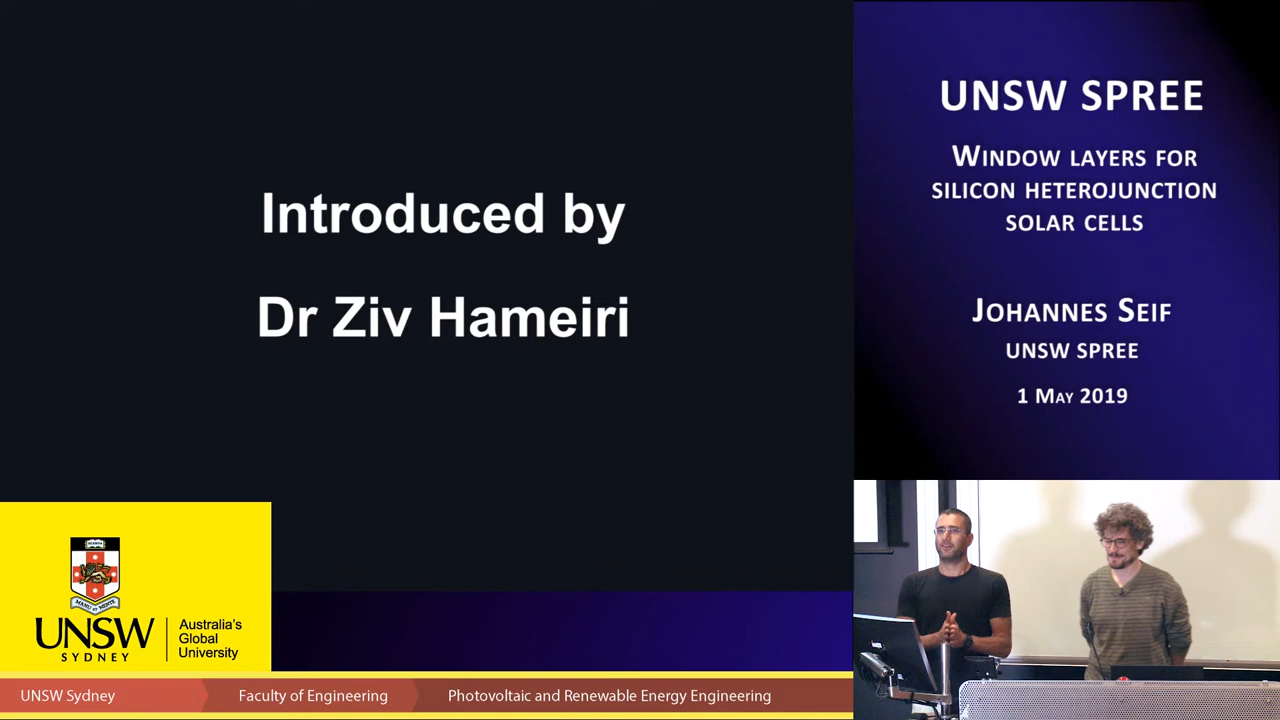 Introduced by
Dr Ziv Hameiri
UNSW SPREE
WINDOW LAYERS FOR
SILICON HETEROJUNCTION
SOLAR CELLS
JOHANNES SEIF
UNSW SPREE
1 MAY 2019
UNSW
SYDNEY
Australia's
Global
University
UNSW Sydney
Faculty of Engineering
Photovoltaic and Renewable Energy Engineering